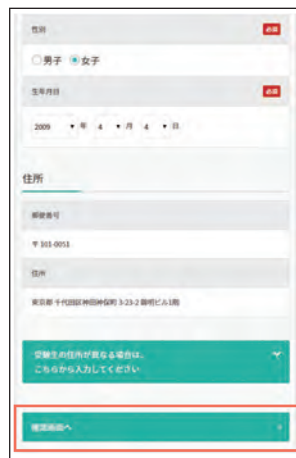 性別 必須
男子 女子
生年月日 必須
2009 年 4 月 4 日
住所
郵便番号
〒 101-0051
住所
東京都 千代田区神田神保町 3-23-2 錦明ビル1階
受験生の住所が異なる場合は、
こちらから入力してください
確認画面へ